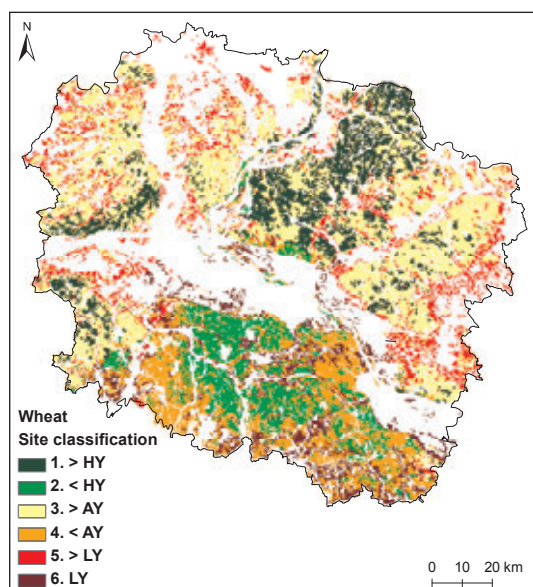 N
Wheat
Site classification
1. > HY
2. < HY
3. > AY
4. < AY
5. > LY
6. LY
0 10 20 km